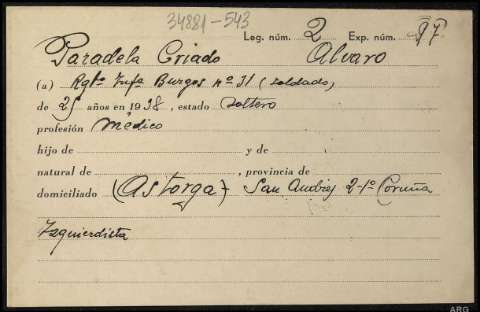 34881-543
Leg. núm. 2 Exp. núm. 97
Paradela Criado Alvaro
(a) Rgto Infa Burgos nº 31 (soldado)
de 25 años en 1938, estado soltero
profesión Médico
hijo de y de
natural de , provincia de
domiciliado (Astorga) San Andrés 2-1º Coruña
Izquierdista
ARG